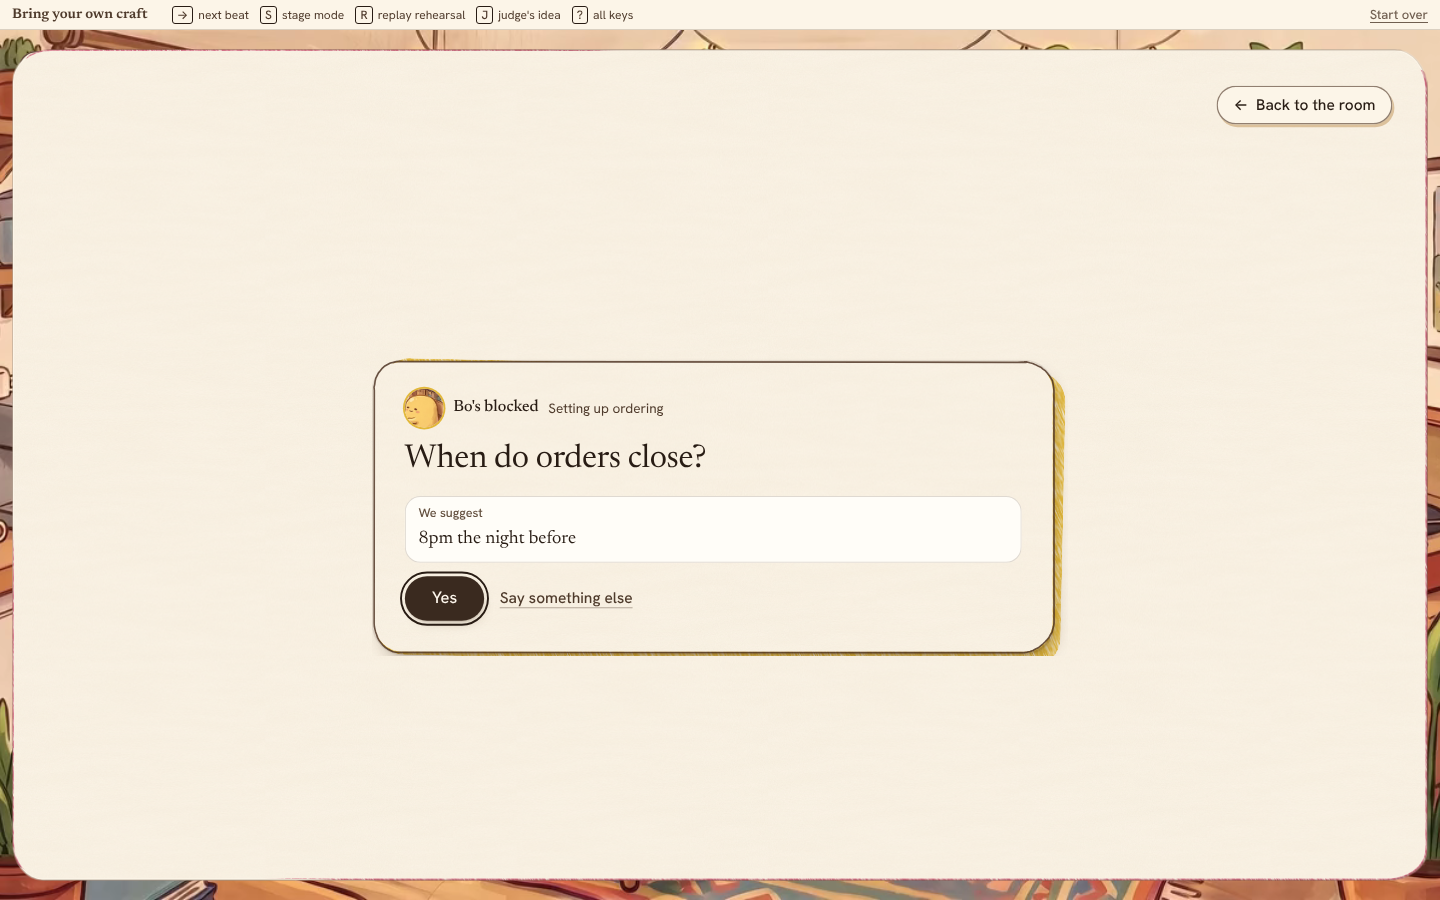 Bring your own craft → next beat S stage mode R replay rehearsal J judge's idea ? all keys Start over
← Back to the room
Bo's blocked Setting up ordering
When do orders close?
We suggest
8pm the night before
Yes Say something else